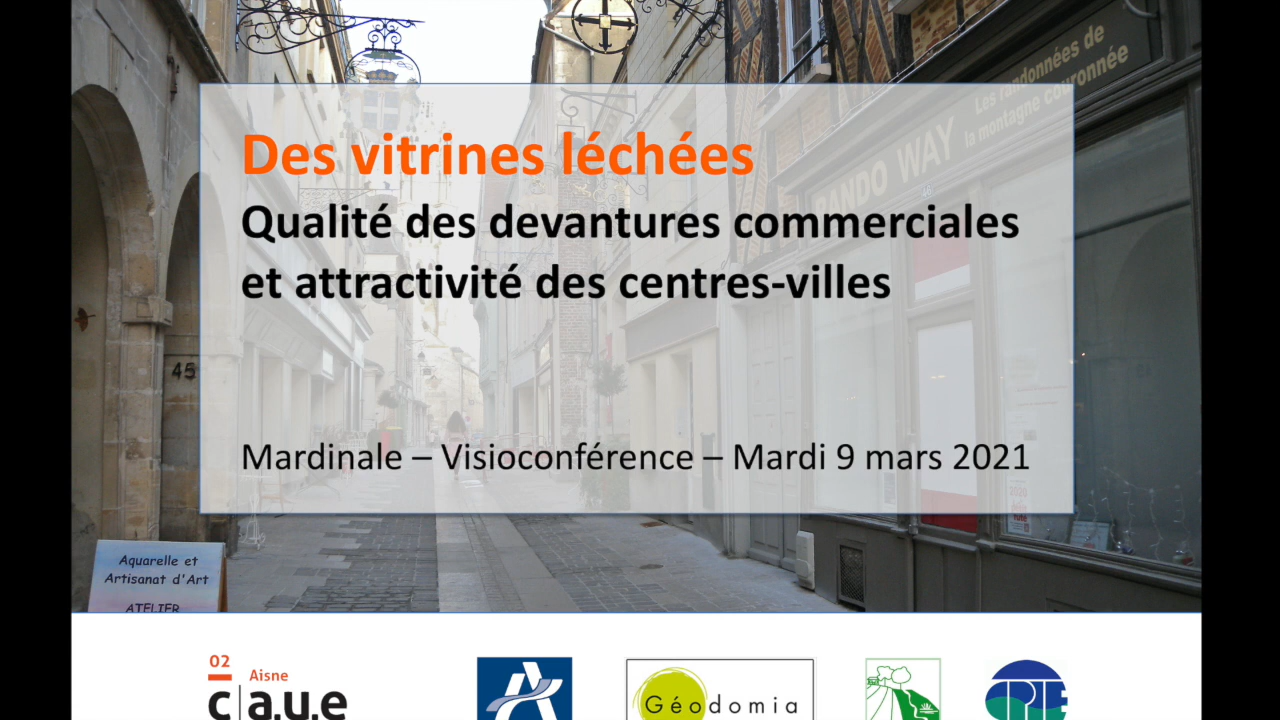 Les randonnées de
la montagne couronnée
RANDO WAY
Des vitrines léchées
Qualité des devantures commerciales
et attractivité des centres-villes
45
Mardinale – Visioconférence – Mardi 9 mars 2021
Aquarelle et
Artisanat d'Art
ATELIER
02
Aisne
c|a.u.e
Géodomia
CPIE